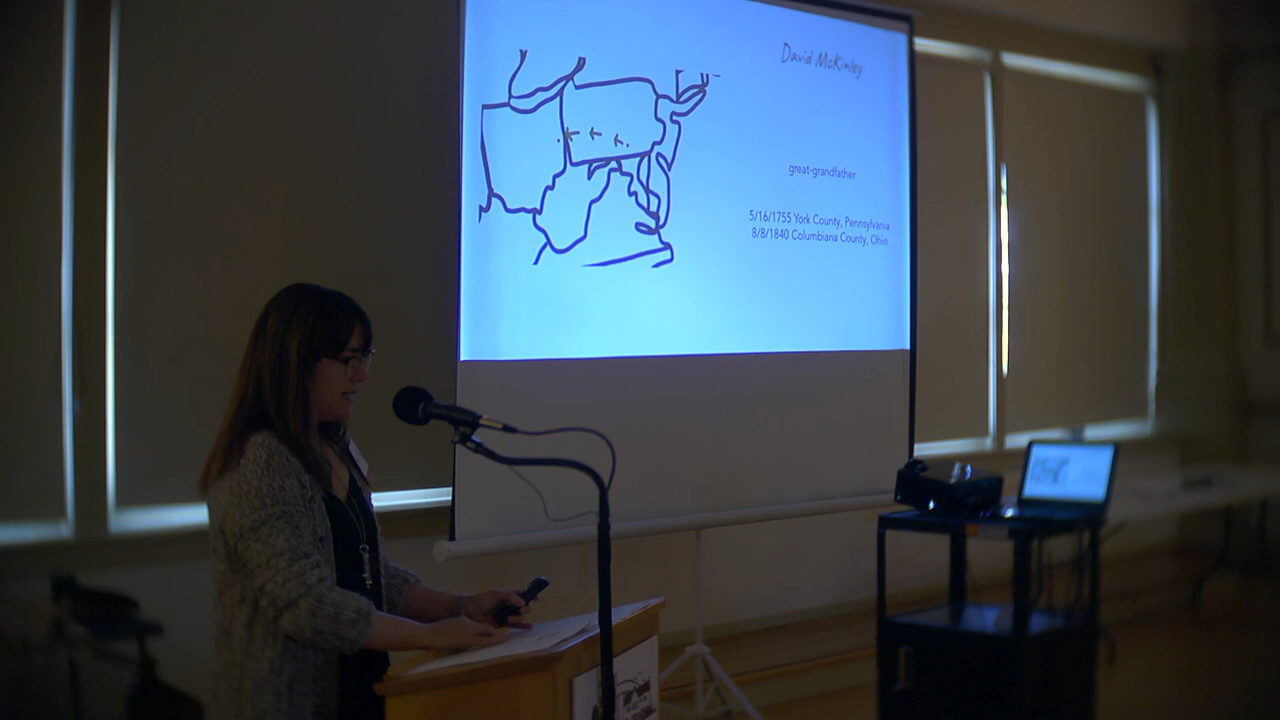 David McKinley
great-grandfather
5/16/1755 York County, Pennsylvania
8/8/1840 Columbiana County, Ohio